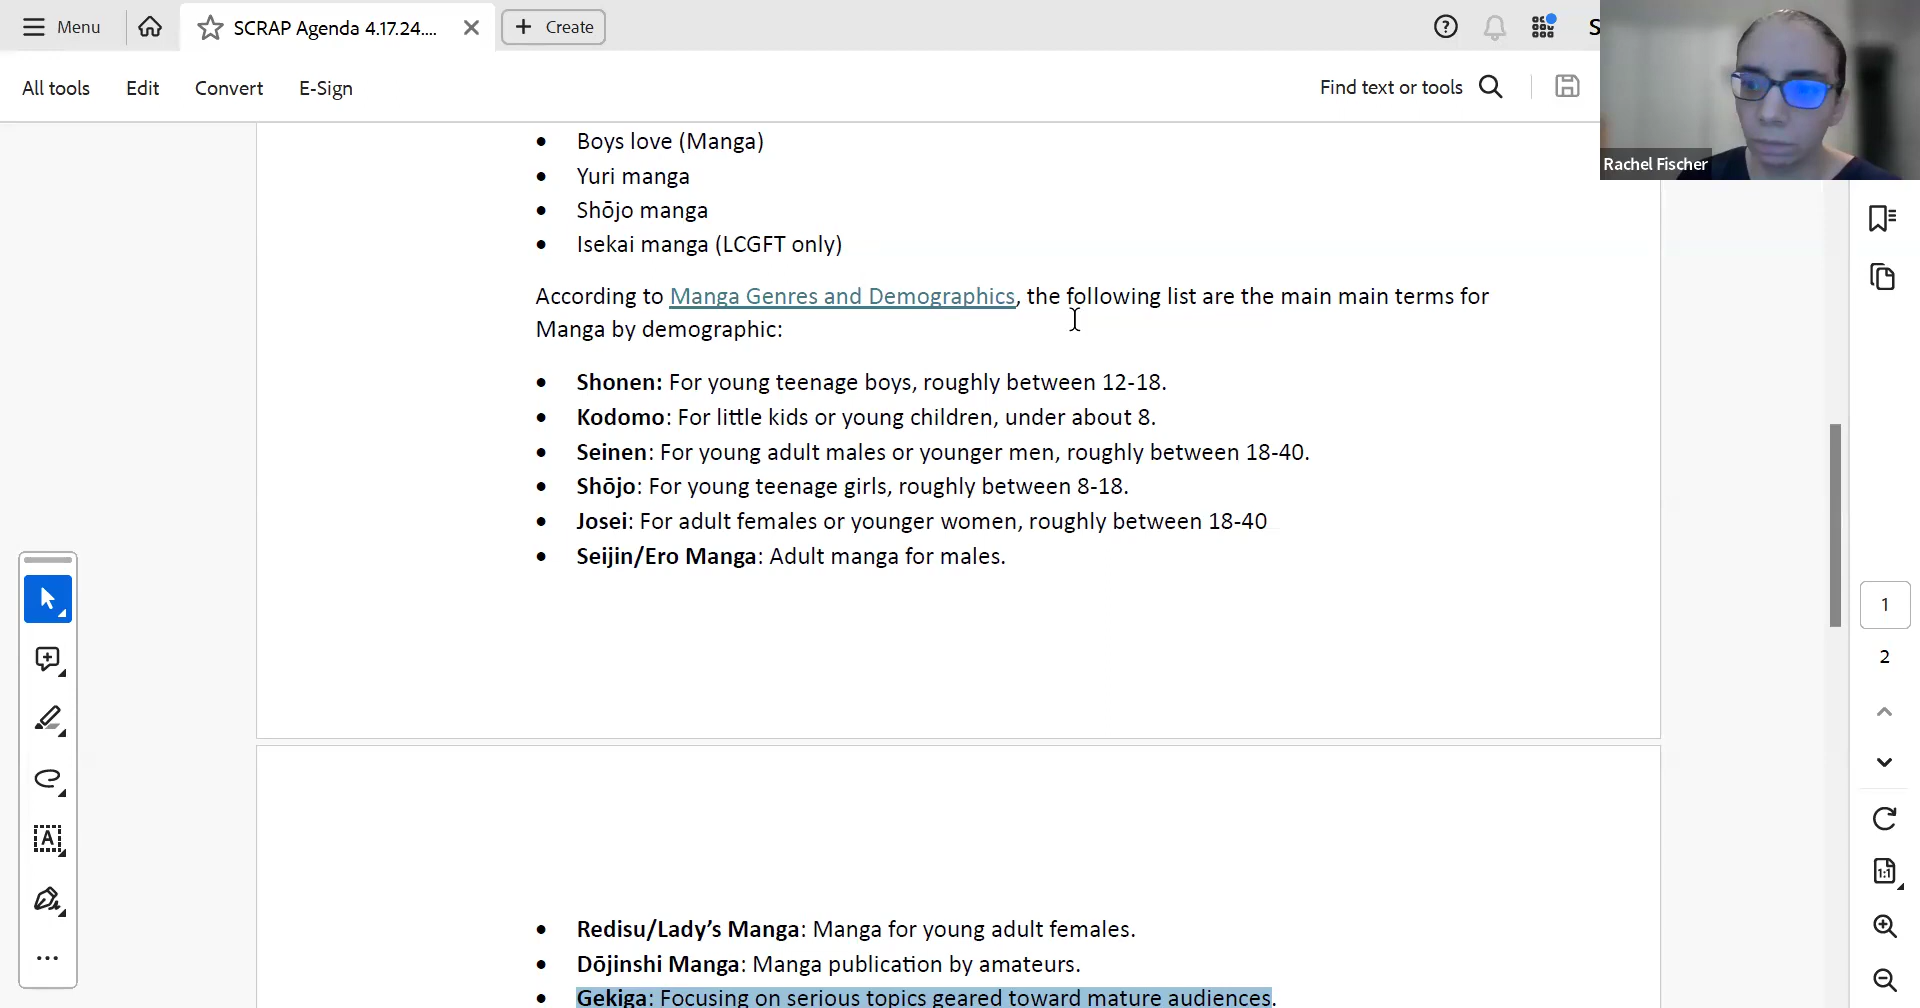 Menu
SCRAP Agenda 4.17.24....
Create
S
All tools
Edit
Convert
E-Sign
Find text or tools
Rachel Fischer
• Boys love (Manga)
• Yuri manga
• Shōjo manga
• Isekai manga (LCGFT only)
According to Manga Genres and Demographics, the following list are the main main terms for
Manga by demographic:
• Shonen: For young teenage boys, roughly between 12-18.
• Kodomo: For little kids or young children, under about 8.
• Seinen: For young adult males or younger men, roughly between 18-40.
• Shōjo: For young teenage girls, roughly between 8-18.
• Josei: For adult females or younger women, roughly between 18-40
• Seijin/Ero Manga: Adult manga for males.
1
2
1:1
A
• Redisu/Lady’s Manga: Manga for young adult females.
• Dōjinshi Manga: Manga publication by amateurs.
• Gekiga: Focusing on serious topics geared toward mature audiences.